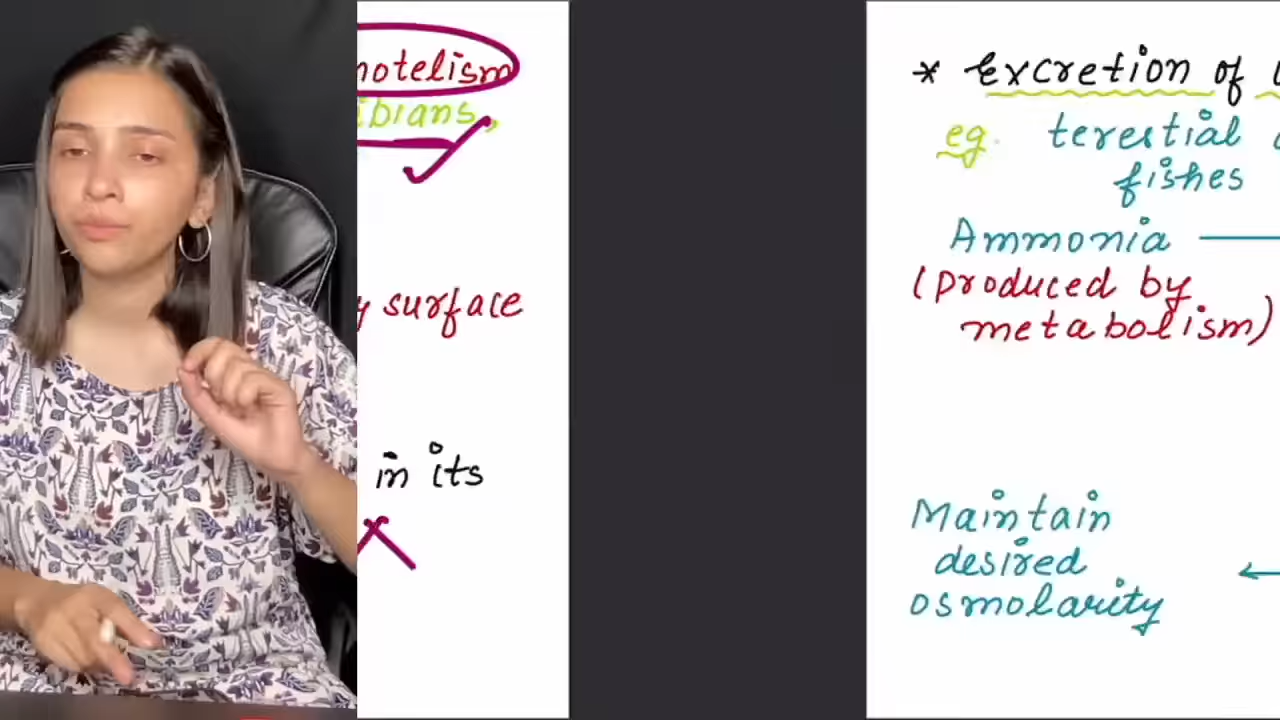 notelism
ibians,
y surface
in its
* Excretion of
eg. terestial
fishes
Ammonia
(produced by
metabolism)
Maintain
desired
osmolarity